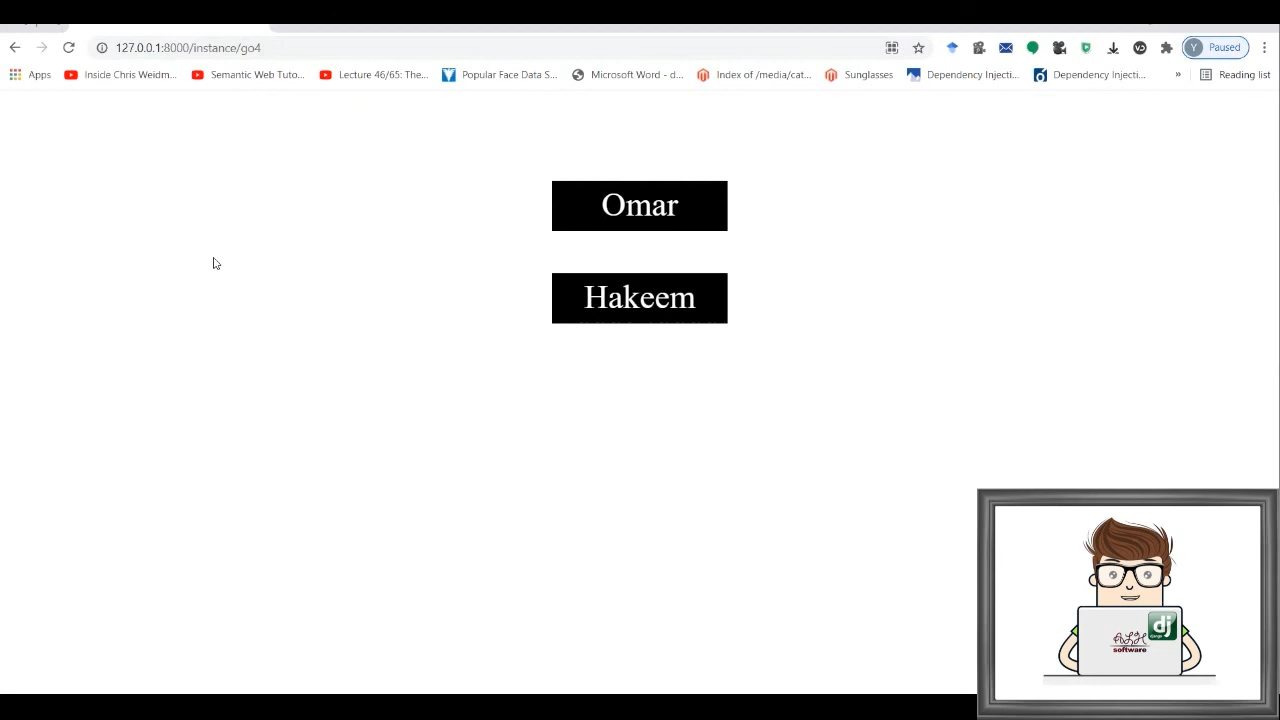 127.0.0.1:8000/instance/go4
Y Paused
Apps Inside Chris Weidm... Semantic Web Tuto... Lecture 46/65: The... Popular Face Data S... Microsoft Word - d... Index of /media/cat... Sunglasses Dependency Injecti... Dependency Injecti... » Reading list
Omar
Hakeem
dj
django
software